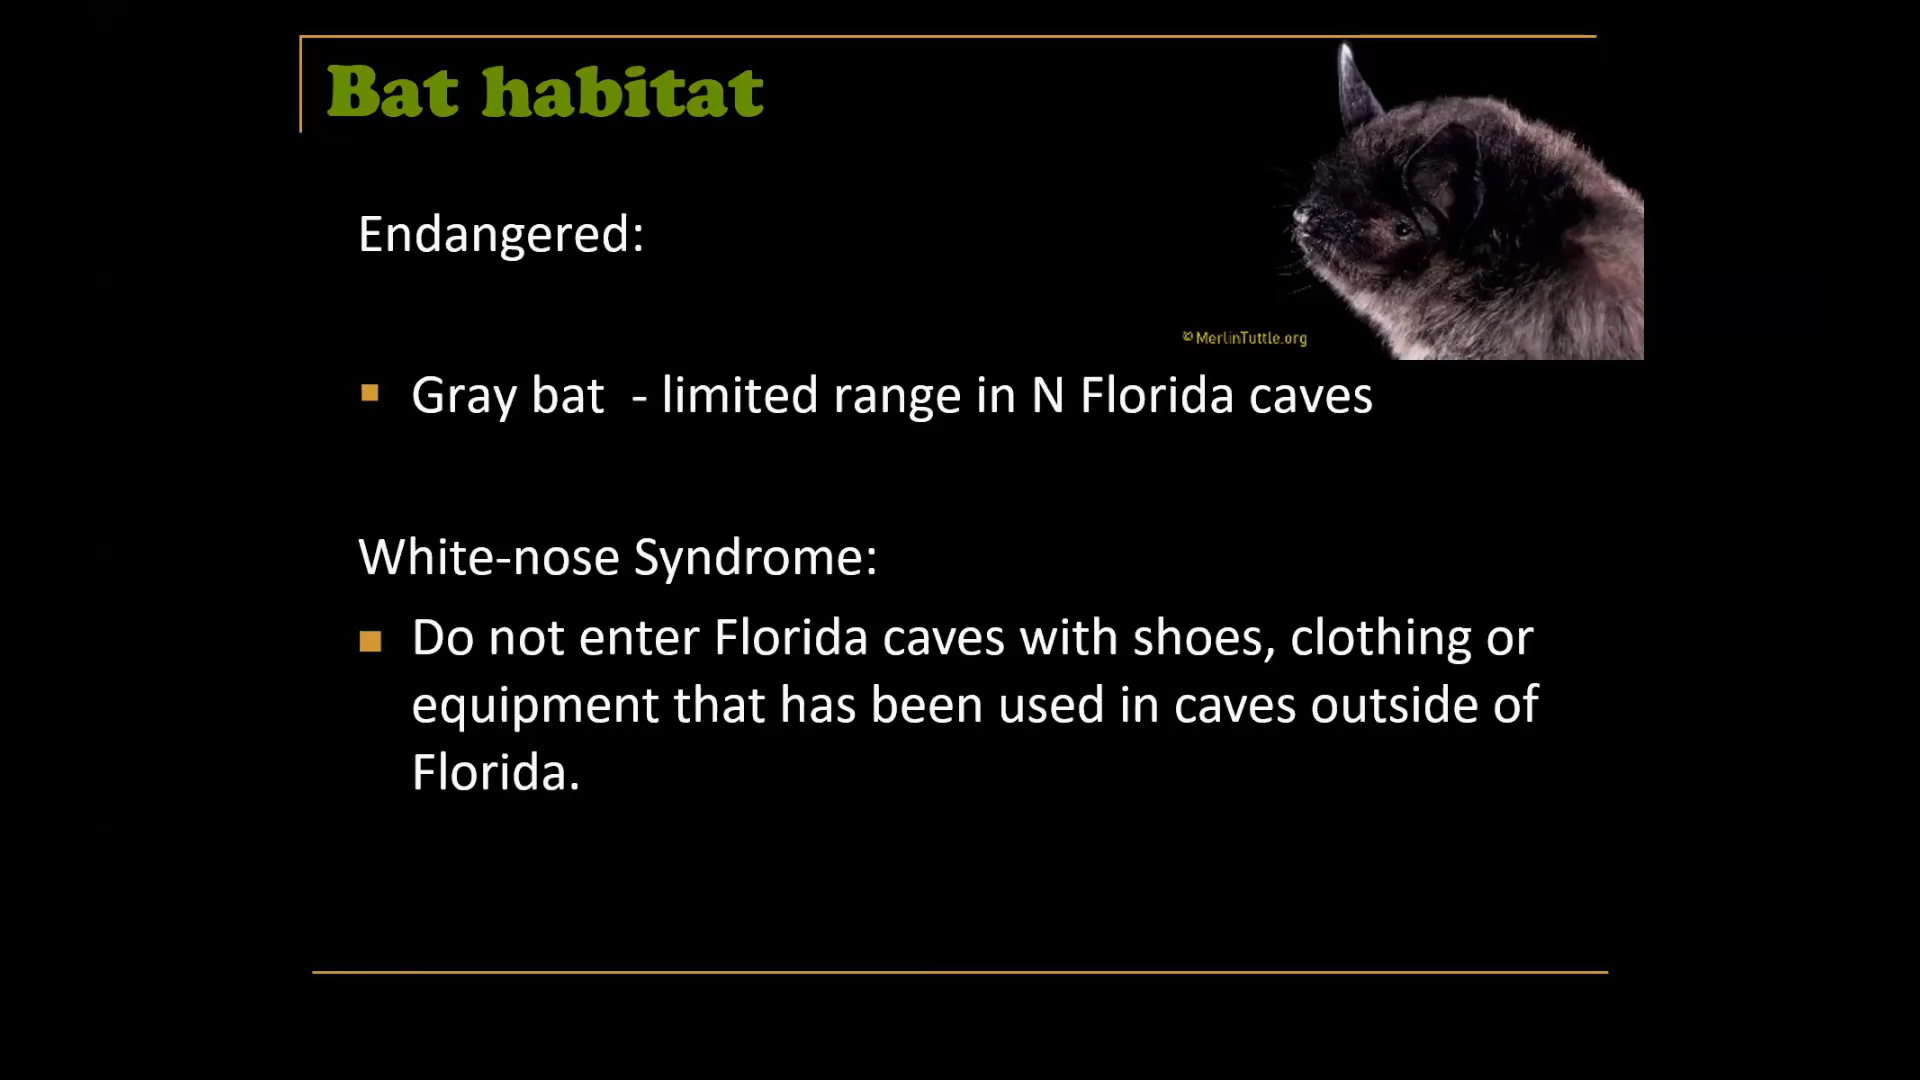 Bat habitat
Endangered:
© MerlinTuttle.org
Gray bat  - limited range in N Florida caves
White-nose Syndrome:
Do not enter Florida caves with shoes, clothing or
equipment that has been used in caves outside of
Florida.